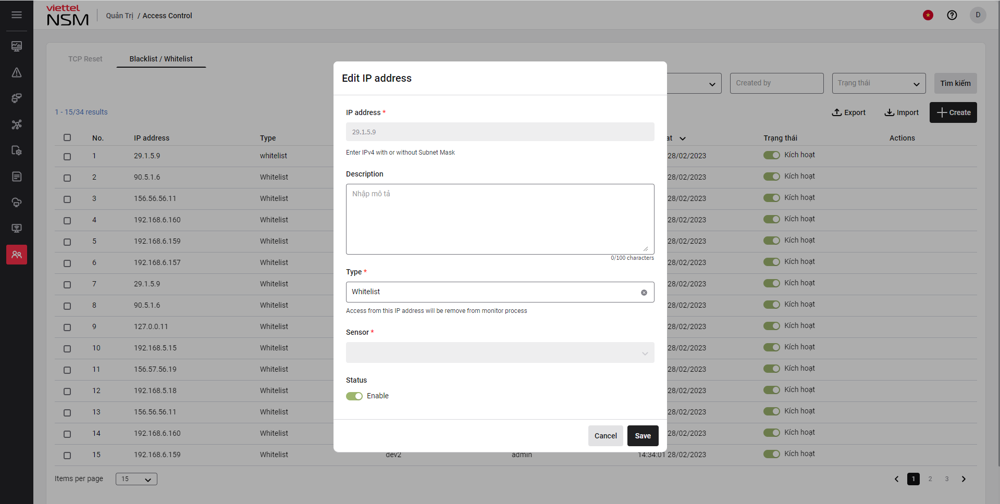 viettel
NSM
Quản Trị / Access Control
D
TCP Reset
Blacklist / Whitelist
Created by
Trạng thái
Tìm kiếm
1 - 15/34 results
Export
Import
Create
No. IP address Type at Trạng thái Actions
1 29.1.5.9 whitelist 28/02/2023 Kích hoạt
2 90.5.1.6 Whitelist 28/02/2023 Kích hoạt
3 156.56.56.11 Whitelist 28/02/2023 Kích hoạt
4 192.168.6.160 Whitelist 28/02/2023 Kích hoạt
5 192.168.6.159 Whitelist 28/02/2023 Kích hoạt
6 192.168.6.157 Whitelist 28/02/2023 Kích hoạt
7 29.1.5.9 Whitelist 28/02/2023 Kích hoạt
8 90.5.1.6 Whitelist 28/02/2023 Kích hoạt
9 127.0.0.11 Whitelist 28/02/2023 Kích hoạt
10 192.168.5.15 Whitelist 28/02/2023 Kích hoạt
11 156.57.56.19 Whitelist 28/02/2023 Kích hoạt
12 192.168.5.18 Whitelist 28/02/2023 Kích hoạt
13 156.56.56.11 Whitelist 28/02/2023 Kích hoạt
14 192.168.6.160 Whitelist 28/02/2023 Kích hoạt
15 192.168.6.159 Whitelist dev2 admin 14:34:01 28/02/2023 Kích hoạt
Items per page 15
1 2 3
Edit IP address
IP address *
29.1.5.9
Enter IPv4 with or without Subnet Mask
Description
Nhập mô tả
0/100 characters
Type *
Whitelist
Access from this IP address will be remove from monitor process
Sensor *
Status
Enable
Cancel
Save